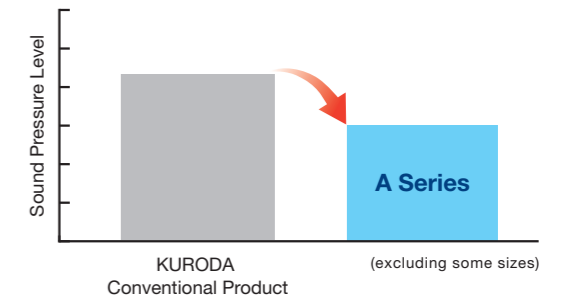 Sound Pressure Level
A Series
KURODA
Conventional Product
(excluding some sizes)